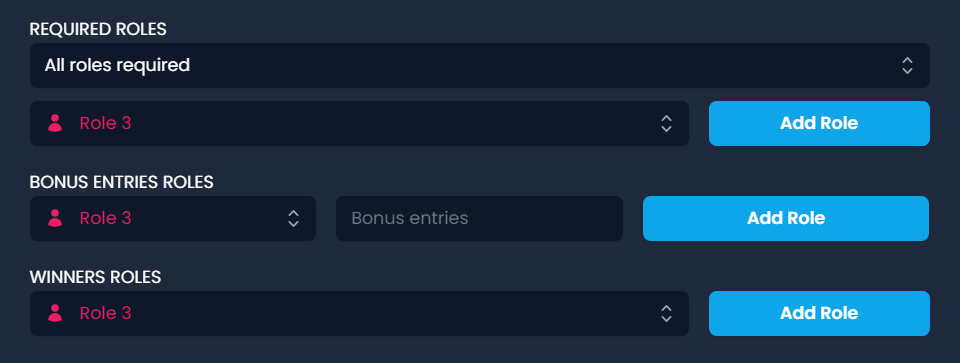 REQUIRED ROLES
All roles required
Role 3 Add Role
BONUS ENTRIES ROLES
Role 3 Bonus entries Add Role
WINNERS ROLES
Role 3 Add Role